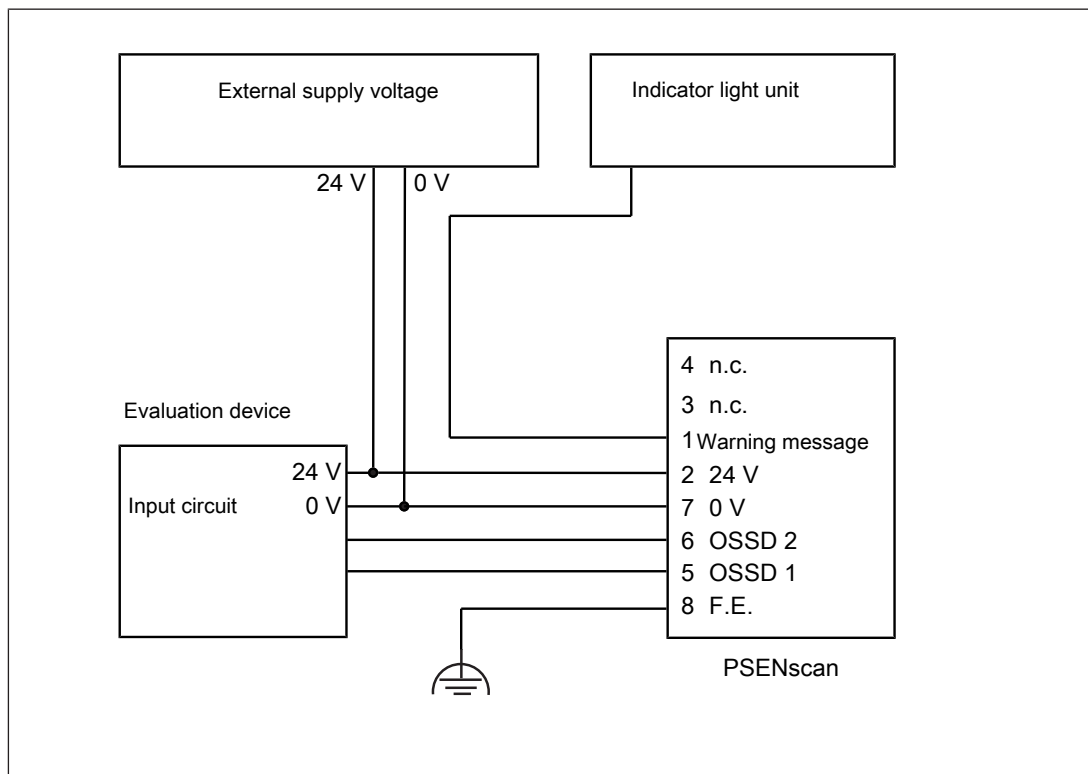 External supply voltage
Indicator light unit
24 V
0 V
Evaluation device
Input circuit
24 V
0 V
4 n.c.
3 n.c.
1 Warning message
2 24 V
7 0 V
6 OSSD 2
5 OSSD 1
8 F.E.
PSENscan